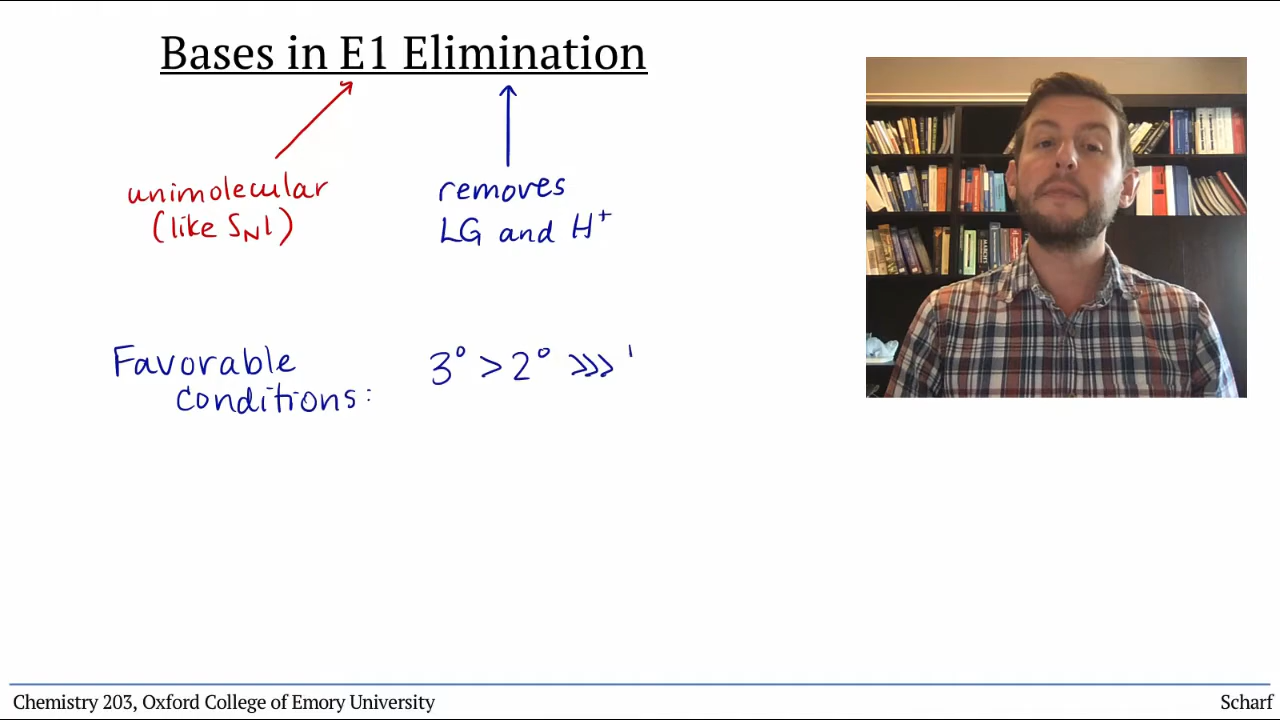 Bases in E1 Elimination
unimolecular
(like SN1)
removes
LG and H⁺
Favorable
conditions:
3° > 2° >>> '
Chemistry 203, Oxford College of Emory University
Scharf